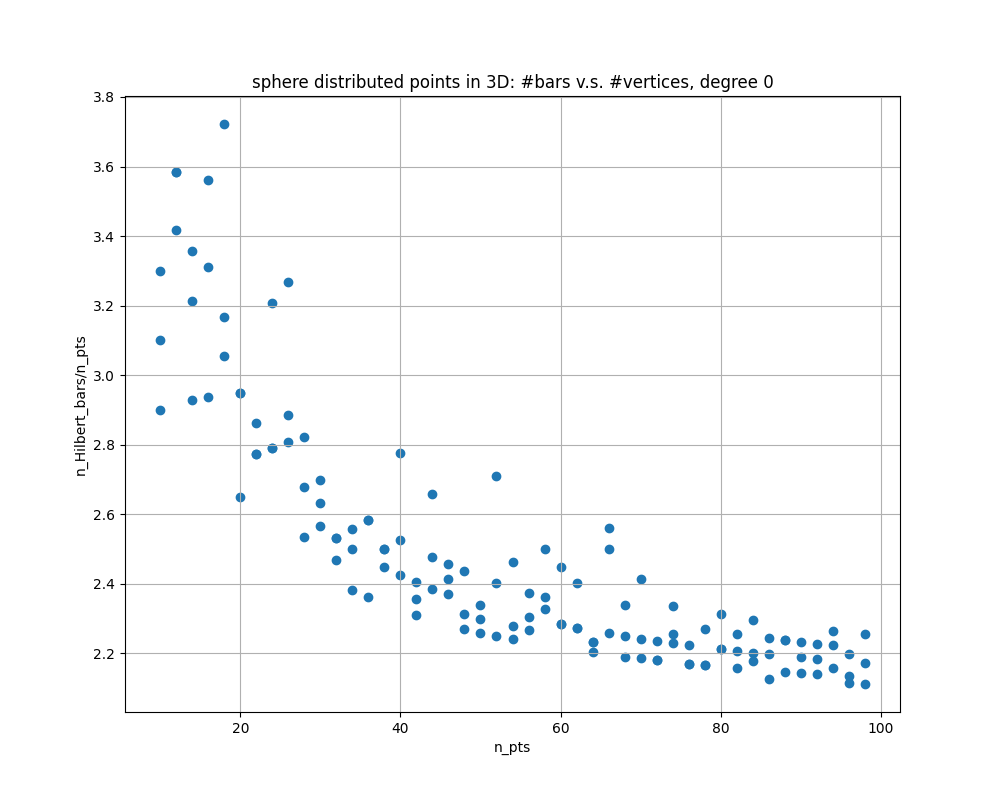 sphere distributed points in 3D: #bars v.s. #vertices, degree 0
3.8
3.6
3.4
3.2
3.0
2.8
2.6
2.4
2.2
n_Hilbert_bars/n_pts
20 40 60 80 100
n_pts